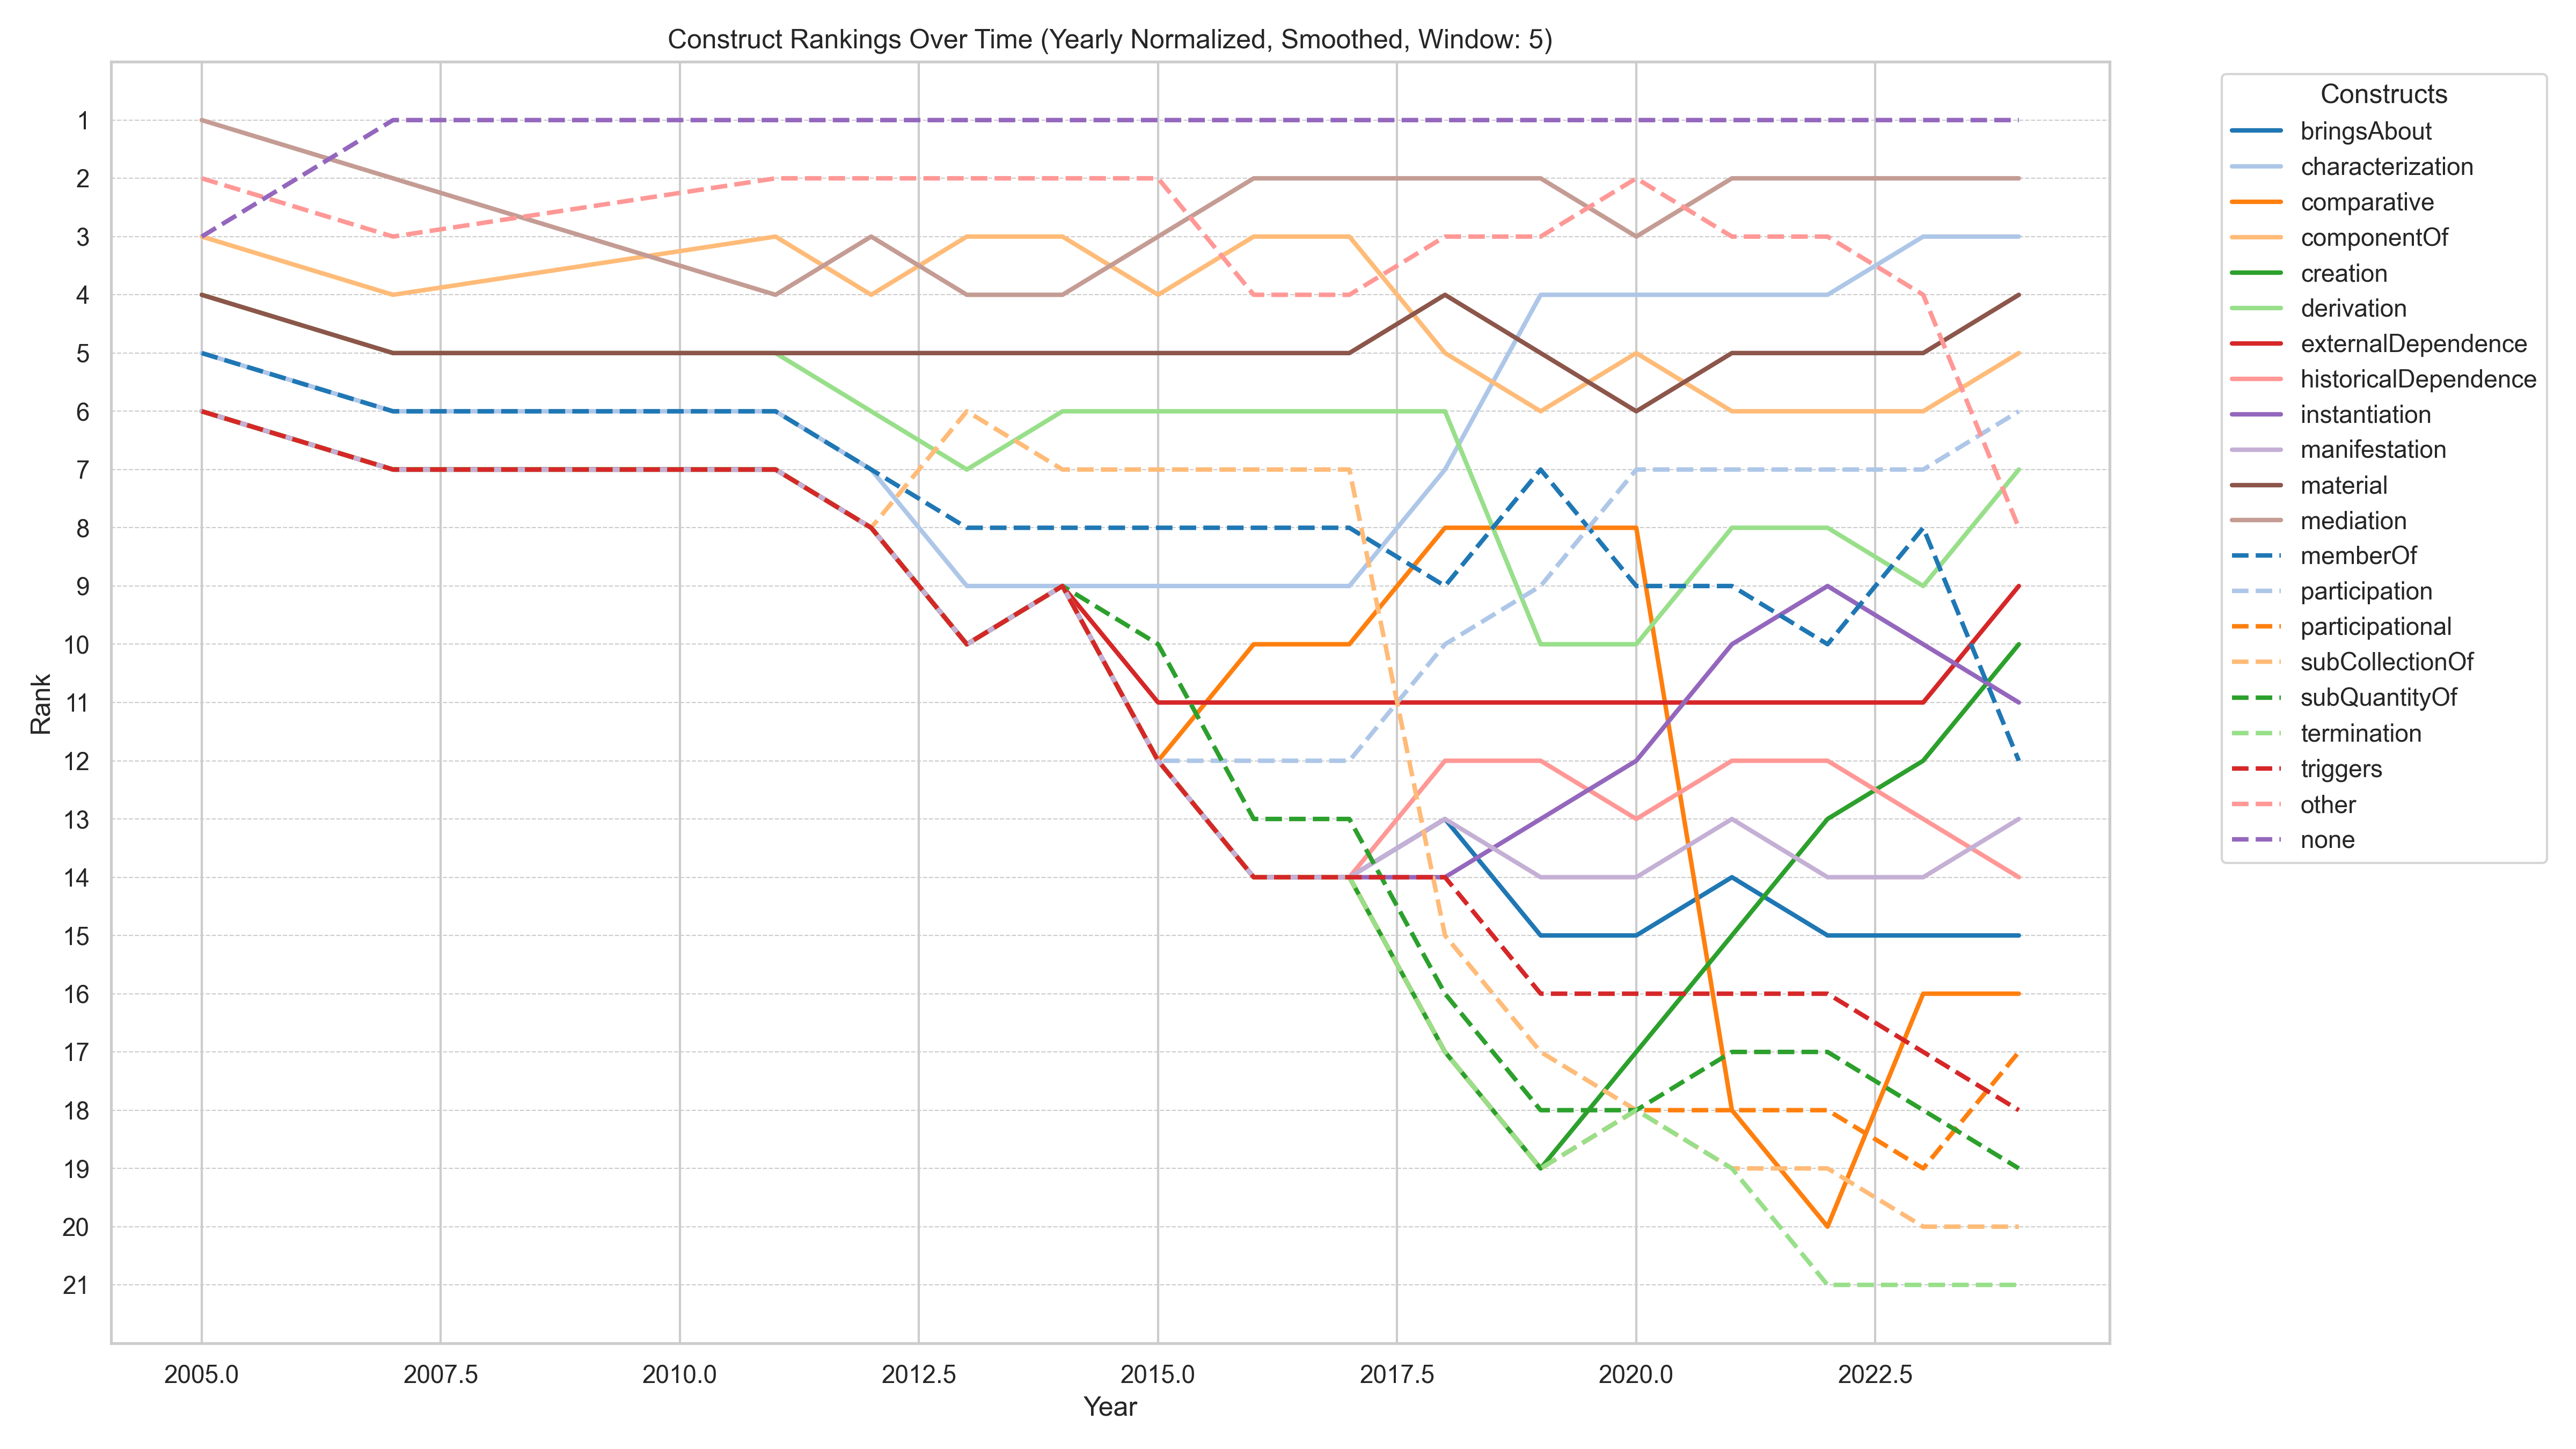 Construct Rankings Over Time (Yearly Normalized, Smoothed, Window: 5)
Rank
1
2
3
4
5
6
7
8
9
10
11
12
13
14
15
16
17
18
19
20
21
2005.0 2007.5 2010.0 2012.5 2015.0 2017.5 2020.0 2022.5
Year
Constructs
bringsAbout
characterization
comparative
componentOf
creation
derivation
externalDependence
historicalDependence
instantiation
manifestation
material
mediation
memberOf
participation
participational
subCollectionOf
subQuantityOf
termination
triggers
other
none